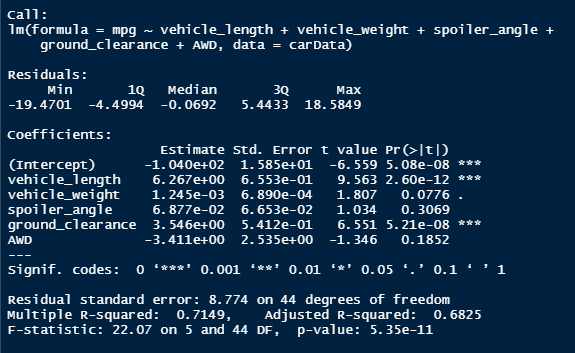 Call:
lm(formula = mpg ~ vehicle_length + vehicle_weight + spoiler_angle +
    ground_clearance + AWD, data = carData)

Residuals:
     Min       1Q   Median       3Q      Max
-19.4701  -4.4994  -0.0692   5.4433  18.5849

Coefficients:
                   Estimate Std. Error t value Pr(>|t|)
(Intercept)      -1.040e+02  1.585e+01  -6.559 5.08e-08 ***
vehicle_length    6.267e+00  6.553e-01   9.563 2.60e-12 ***
vehicle_weight    1.245e-03  6.890e-04   1.807   0.0776 .
spoiler_angle     6.877e-02  6.653e-02   1.034   0.3069
ground_clearance  3.546e+00  5.412e-01   6.551 5.21e-08 ***
AWD              -3.411e+00  2.535e+00  -1.346   0.1852
---
Signif. codes:  0 ‘***’ 0.001 ‘**’ 0.01 ‘*’ 0.05 ‘.’ 0.1 ‘ ’ 1

Residual standard error: 8.774 on 44 degrees of freedom
Multiple R-squared:  0.7149,    Adjusted R-squared:  0.6825
F-statistic: 22.07 on 5 and 44 DF,  p-value: 5.35e-11